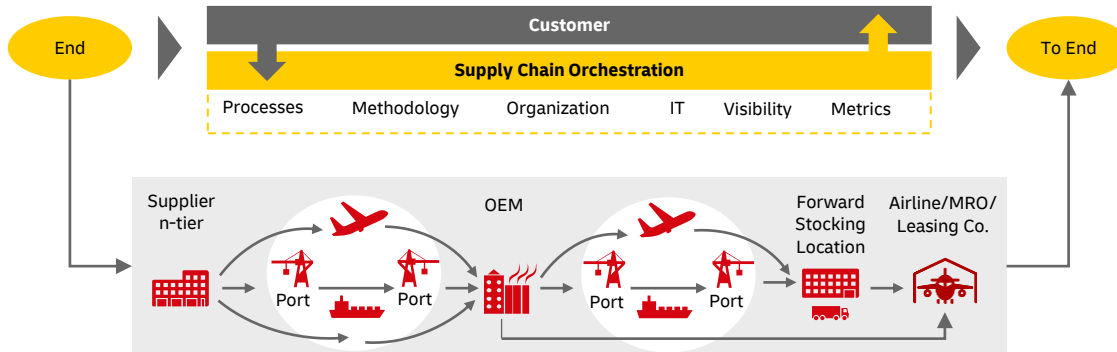 End
Customer
Supply Chain Orchestration
Processes
Methodology
Organization
IT
Visibility
Metrics
To End
Supplier
n-tier
OEM
Forward
Stocking
Location
Airline/MRO/
Leasing Co.
Port
Port
Port
Port